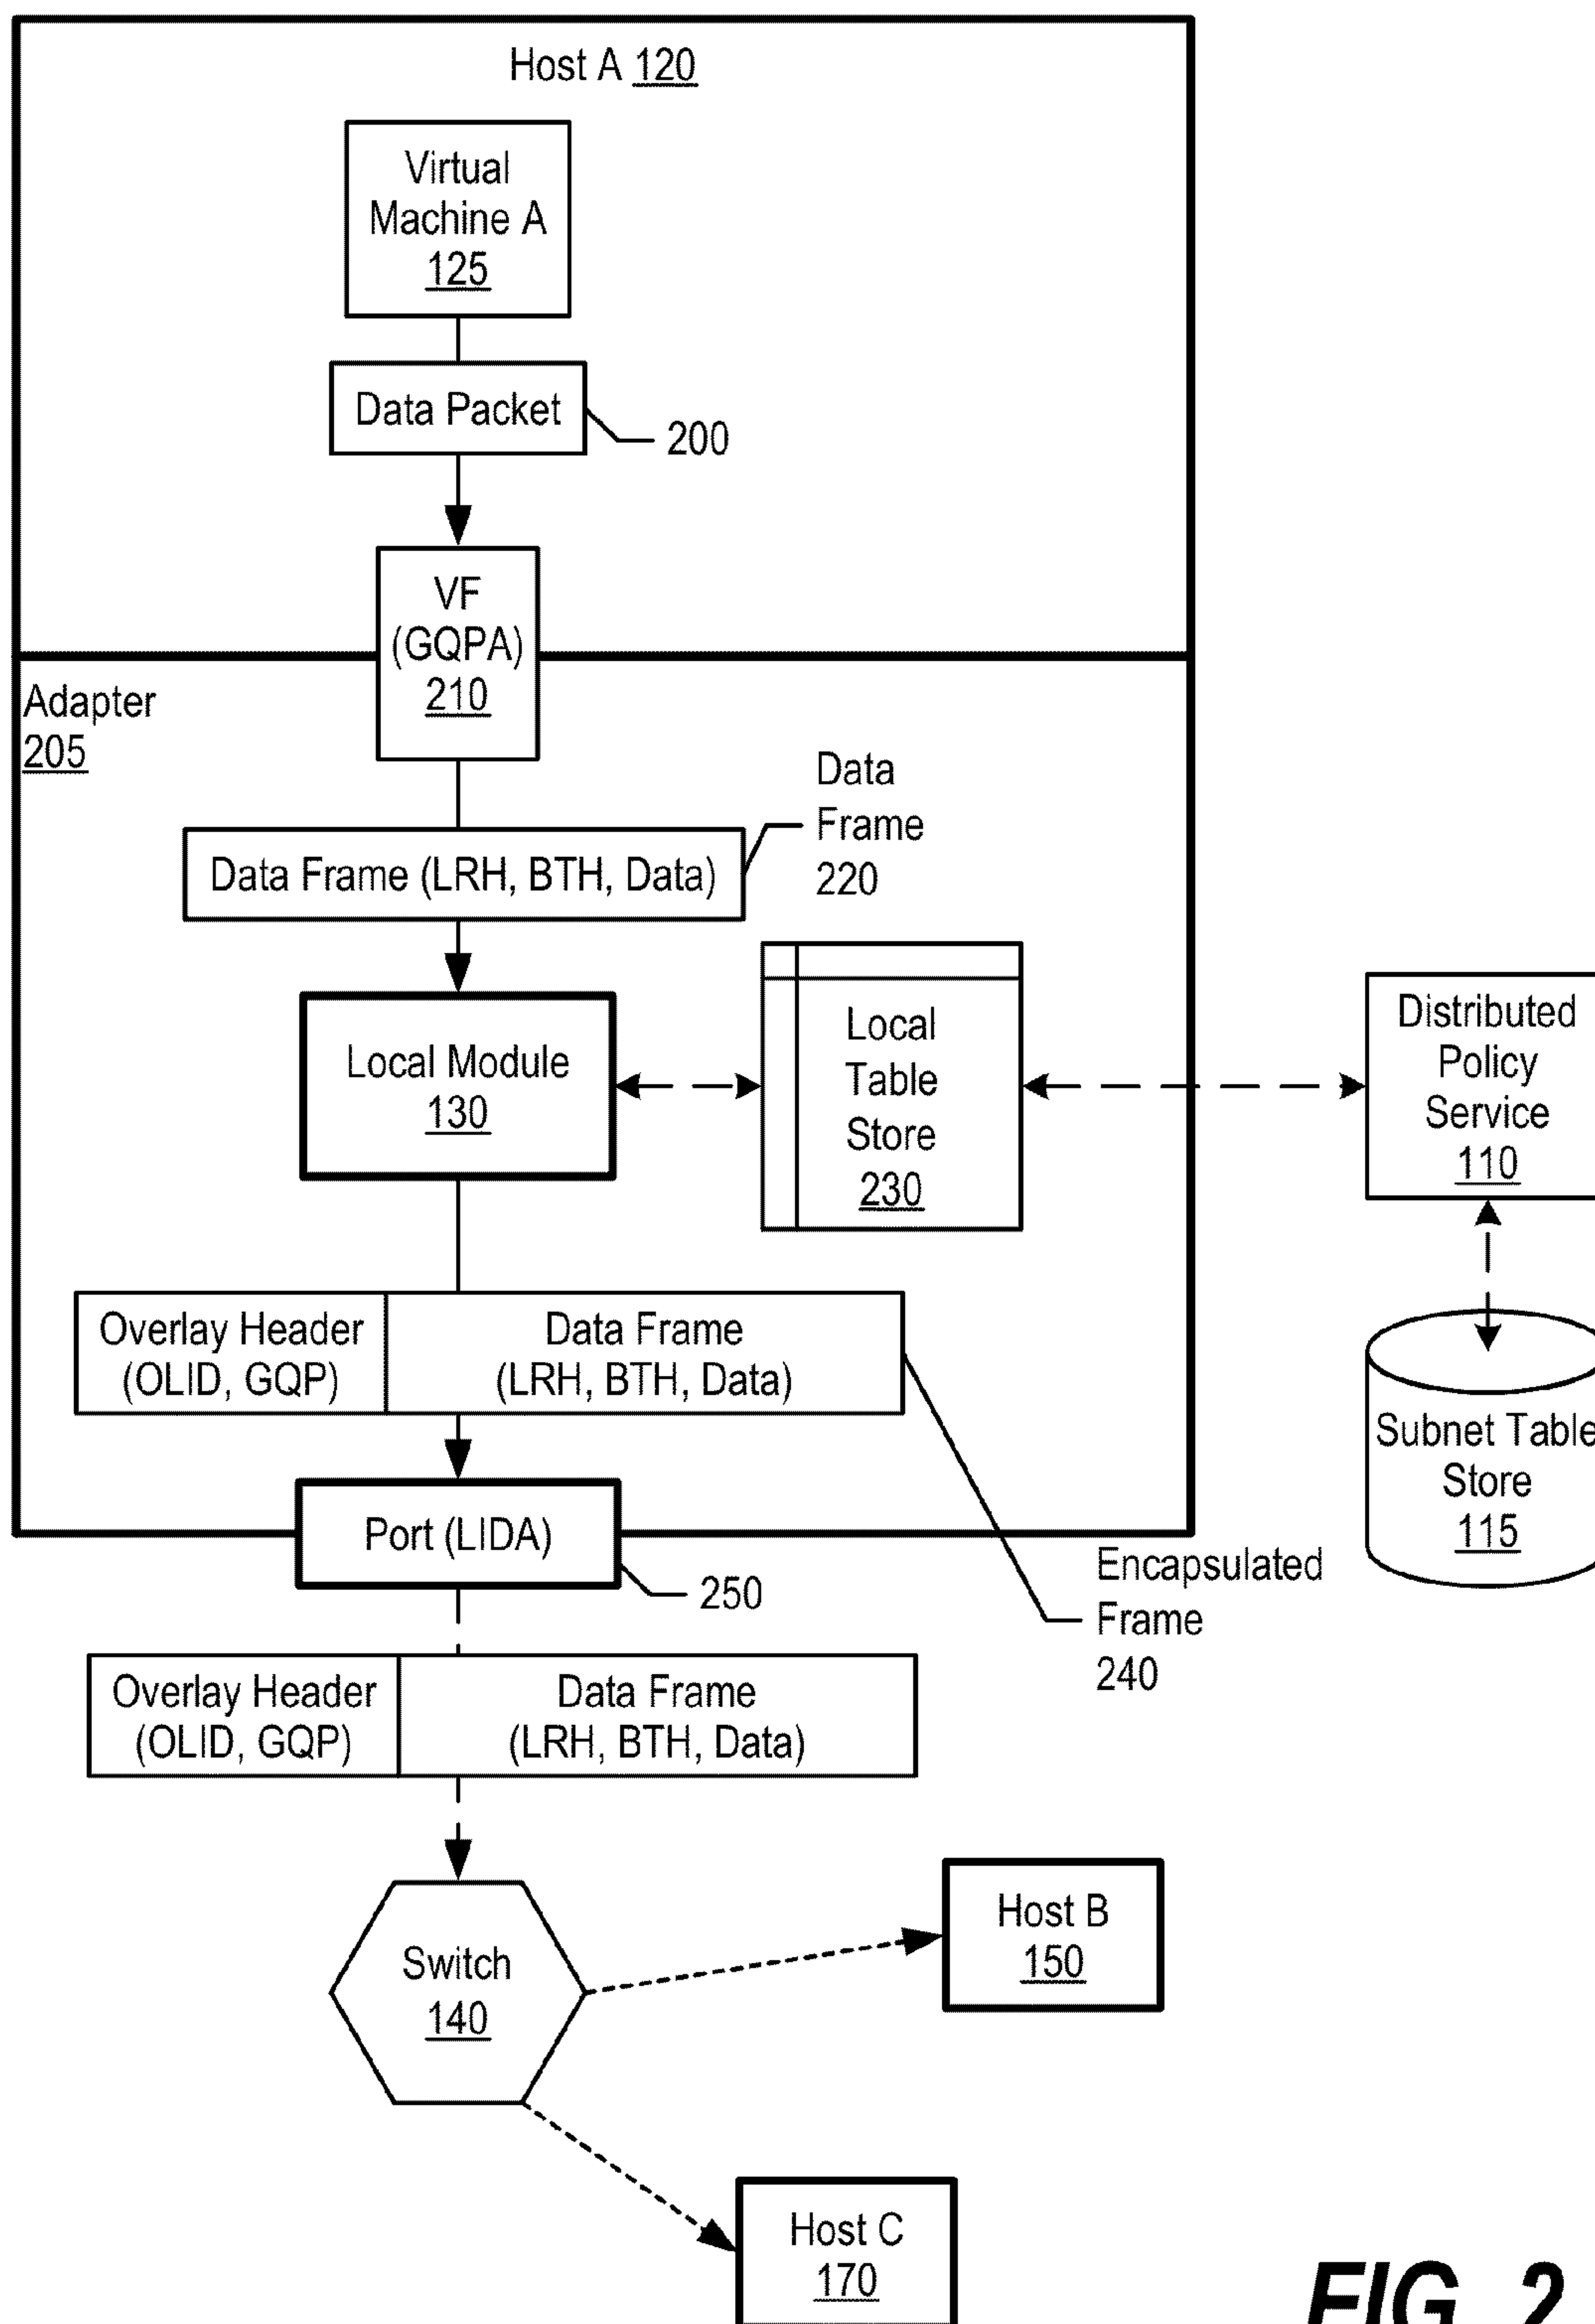 Host A 120
Virtual
Machine A
125
Data Packet
200
VF
(GQPA)
210
Adapter
205
Data
Frame
220
Data Frame (LRH, BTH, Data)
Local Module
130
Local
Table
Store
230
Distributed
Policy
Service
110
Overlay Header
(OLID, GQP)
Data Frame
(LRH, BTH, Data)
Subnet Table
Store
115
Port (LIDA)
250
Encapsulated
Frame
240
Overlay Header
(OLID, GQP)
Data Frame
(LRH, BTH, Data)
Switch
140
Host B
150
Host C
170
FIG. 2